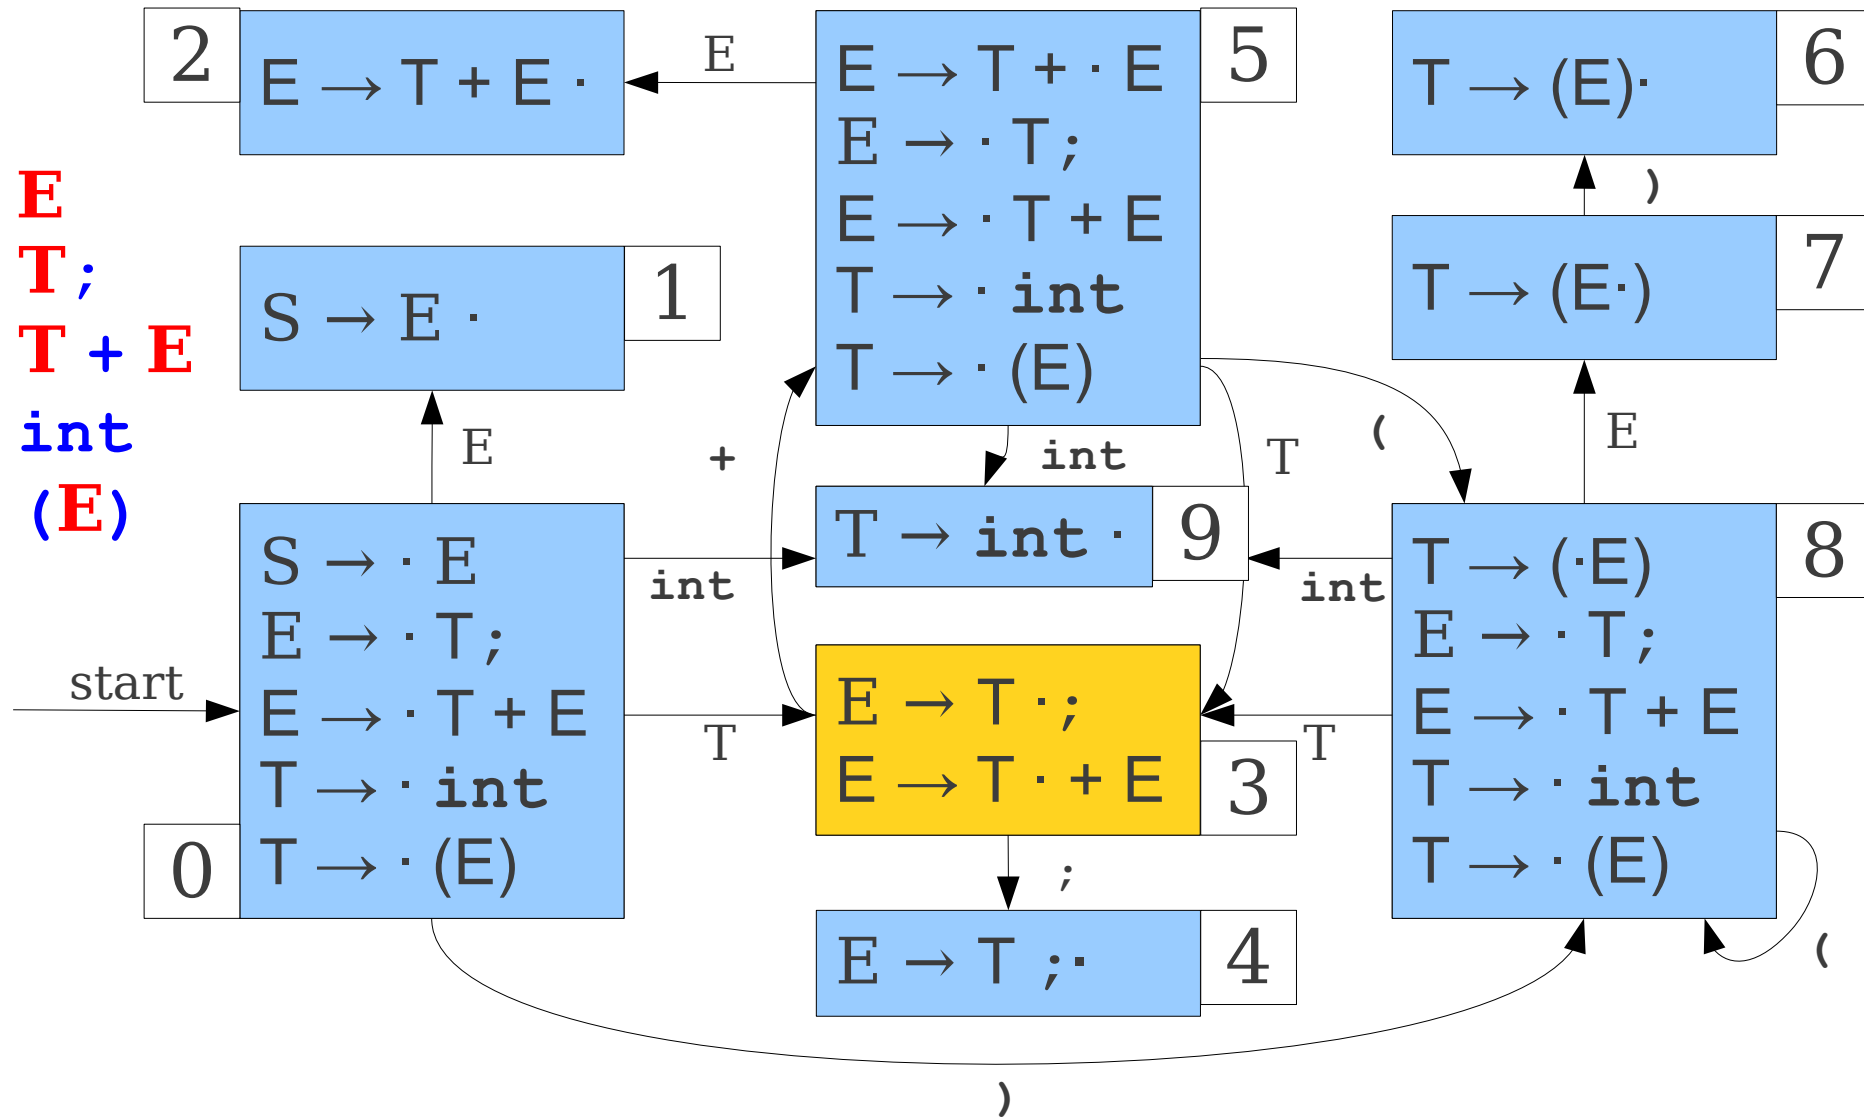 2
E → T + E ·
E
5
E → T + · E
E → · T ;
E → · T + E
T → · int
T → · (E)
6
T → (E)·
)
7
T → (E·)
E
T ;
T + E
int
(E)
1
S → E ·
E
+
int
T
(
E
T → int ·
9
int
int
0
S → · E
E → · T ;
E → · T + E
T → · int
T → · (E)
start
T
E → T · ;
E → T · + E
3
T
;
E → T ;·
4
8
T → (·E)
E → · T ;
E → · T + E
T → · int
T → · (E)
(
)